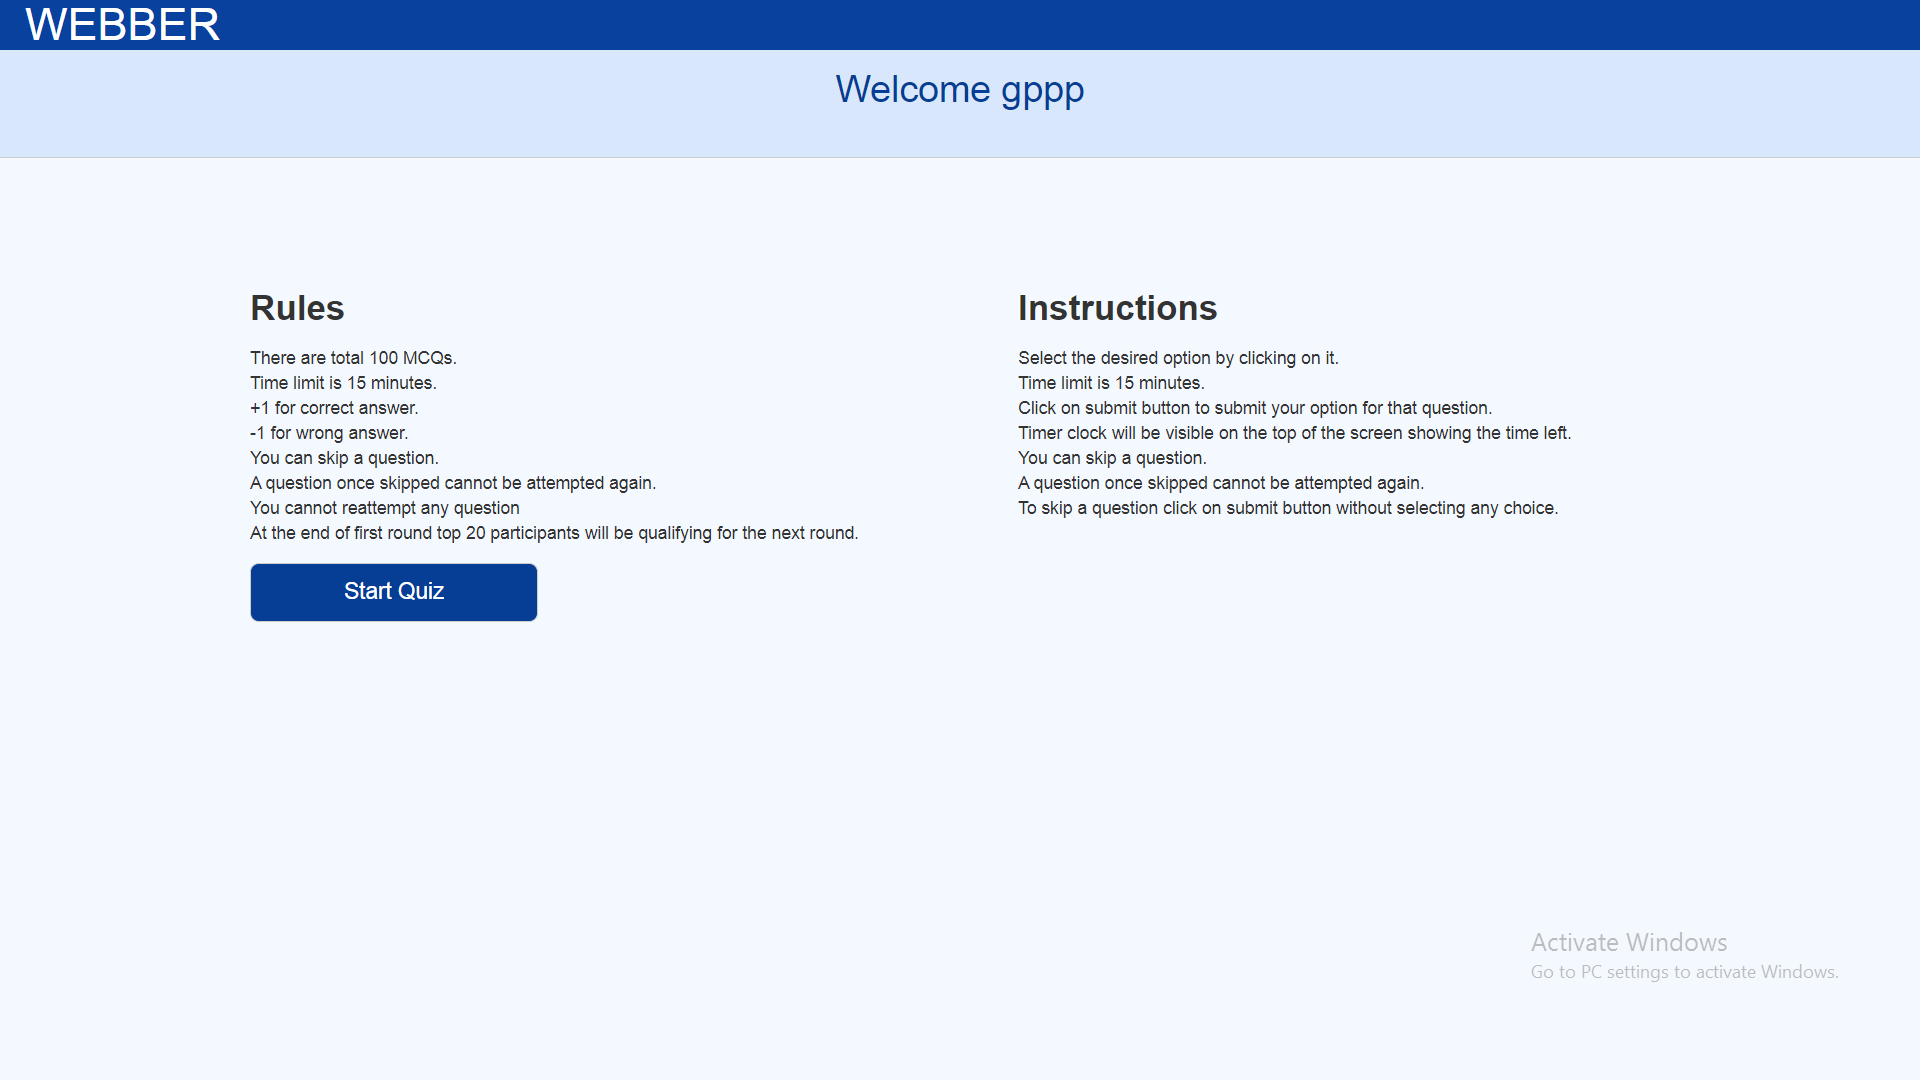 WEBBER
Welcome gppp
Rules
There are total 100 MCQs.
Time limit is 15 minutes.
+1 for correct answer.
-1 for wrong answer.
You can skip a question.
A question once skipped cannot be attempted again.
You cannot reattempt any question
At the end of first round top 20 participants will be qualifying for the next round.
Start Quiz
Instructions
Select the desired option by clicking on it.
Time limit is 15 minutes.
Click on submit button to submit your option for that question.
Timer clock will be visible on the top of the screen showing the time left.
You can skip a question.
A question once skipped cannot be attempted again.
To skip a question click on submit button without selecting any choice.
Activate Windows
Go to PC settings to activate Windows.